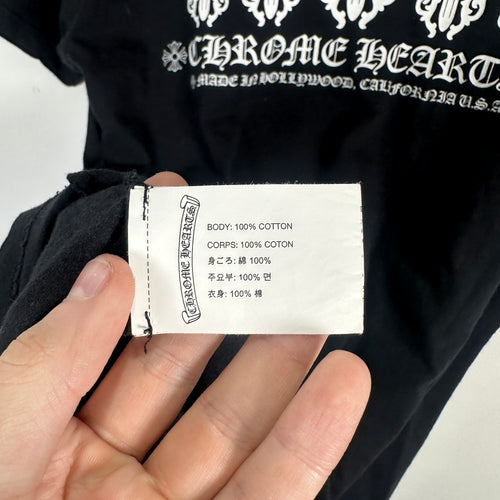 CHROME HEARTS
MADE IN HOLLYWOOD, CALIFORNIA U.S.A
CHROME HEARTS
BODY: 100% COTTON
CORPS: 100% COTON
身ごろ: 綿 100%
주요부: 100% 면
衣身: 100% 棉